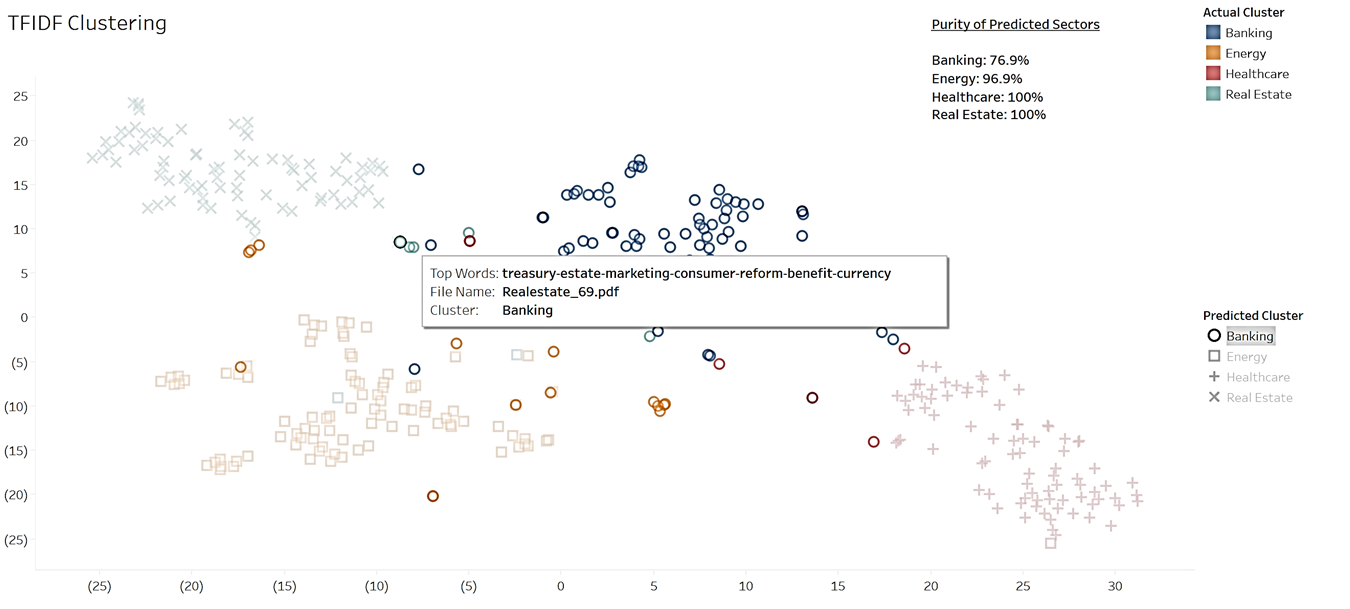 TFIDF Clustering
Purity of Predicted Sectors
Banking: 76.9%
Energy: 96.9%
Healthcare: 100%
Real Estate: 100%
Actual Cluster
Banking
Energy
Healthcare
Real Estate
25
20
15
10
5
0
(5)
(10)
(15)
(20)
(25)
Top Words: treasury-estate-marketing-consumer-reform-benefit-currency
File Name: Realestate_69.pdf
Cluster: Banking
Predicted Cluster
Banking
Energy
Healthcare
Real Estate
(25) (20) (15) (10) (5) 0 5 10 15 20 25 30